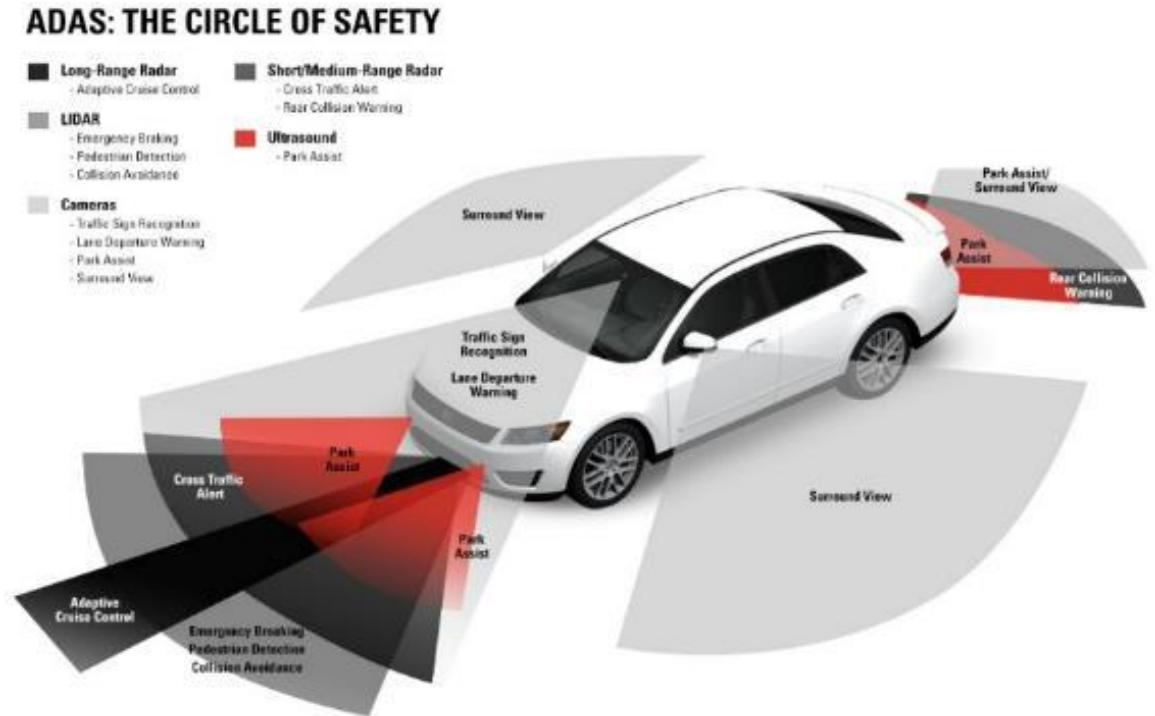 ADAS: THE CIRCLE OF SAFETY
Long-Range Radar
- Adaptive Cruise Control
LIDAR
- Emergency Braking
- Pedestrian Detection
- Collision Avoidance
Cameras
- Traffic Sign Recognition
- Lane Departure Warning
- Park Assist
- Surround View
Short/Medium-Range Radar
- Cross Traffic Alert
- Rear Collision Warning
Ultrasound
- Park Assist
Surround View
Park Assist/
Surround View
Park
Assist
Rear Collision
Warning
Traffic Sign
Recognition
Lane Departure
Warning
Park
Assist
Cross Traffic
Alert
Surround View
Park
Assist
Adaptive
Cruise Control
Emergency Breaking
Pedestrian Detection
Collision Avoidance